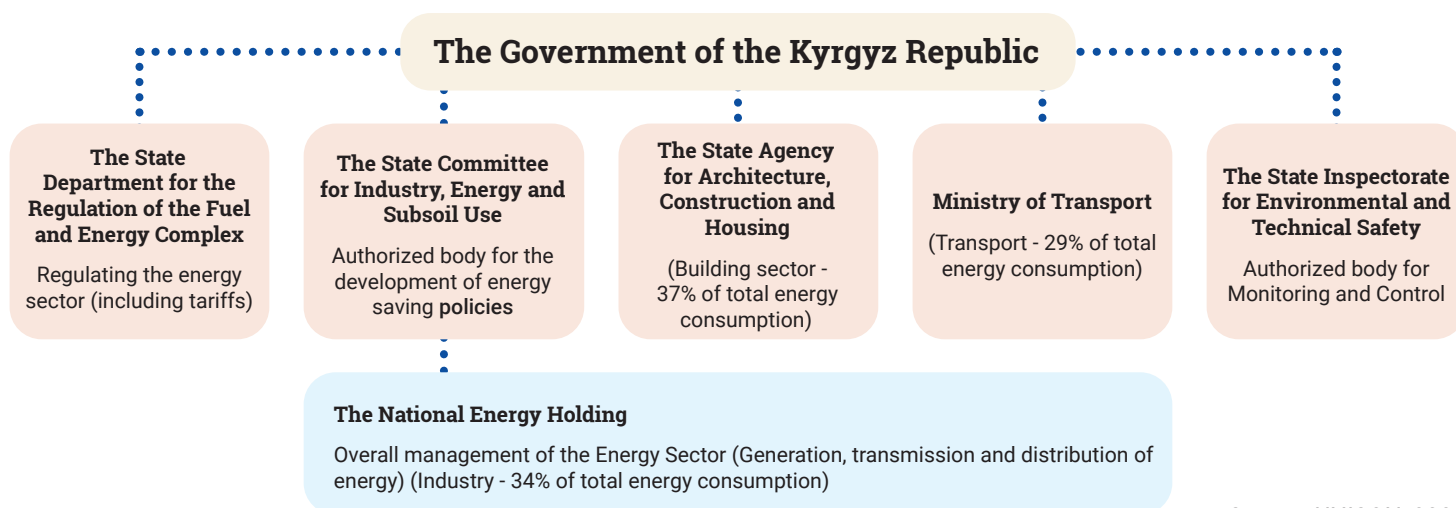 The Government of the Kyrgyz Republic
The State
Department for the
Regulation of the Fuel
and Energy Complex
Regulating the energy
sector (including tariffs)
The State Committee
for Industry, Energy and
Subsoil Use
Authorized body for the
development of energy
saving policies
The State Agency
for Architecture,
Construction and
Housing
(Building sector -
37% of total energy
consumption)
Ministry of Transport
(Transport - 29% of total
energy consumption)
The State Inspectorate
for Environmental and
Technical Safety
Authorized body for
Monitoring and Control
The National Energy Holding
Overall management of the Energy Sector (Generation, transmission and distribution of
energy) (Industry - 34% of total energy consumption)